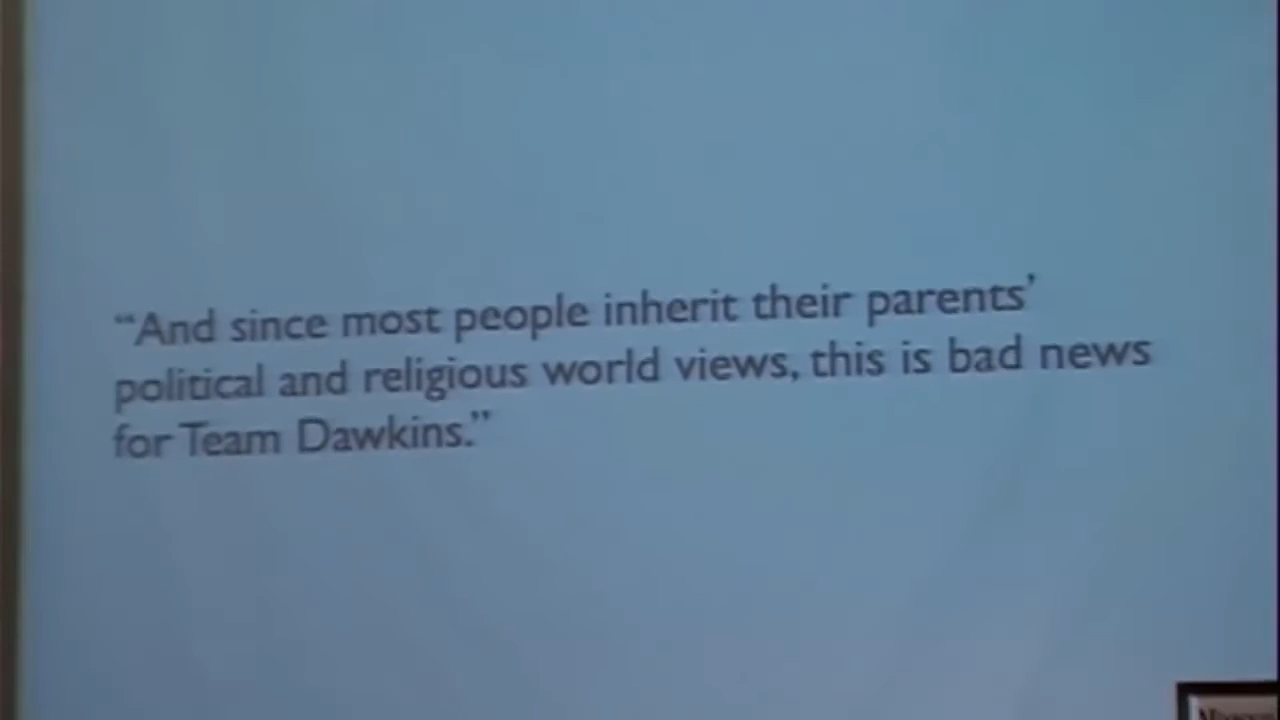 “And since most people inherit their parents’
political and religious world views, this is bad news
for Team Dawkins.”